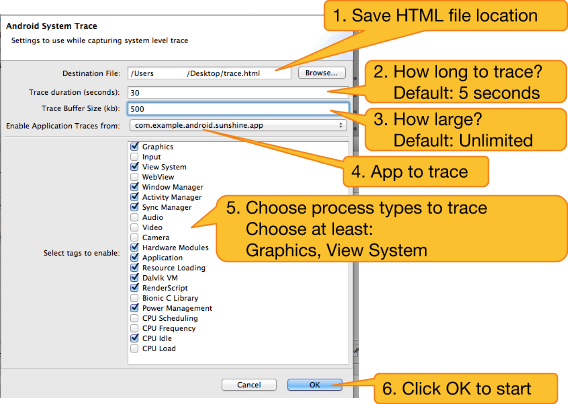 Android System Trace
Settings to use while capturing system level trace
1. Save HTML file location
Destination File: /Users /Desktop/trace.html Browse...
Trace duration (seconds): 30
2. How long to trace?
Default: 5 seconds
Trace Buffer Size (kb): 500
3. How large?
Default: Unlimited
Enable Application Traces from: com.example.android.sunshine.app
4. App to trace
Select tags to enable:
Graphics
Input
View System
WebView
Window Manager
Activity Manager
Sync Manager
Audio
Video
Camera
Hardware Modules
Application
Resource Loading
Dalvik VM
RenderScript
Bionic C Library
Power Management
CPU Scheduling
CPU Frequency
CPU Idle
CPU Load
5. Choose process types to trace
Choose at least:
Graphics, View System
Cancel OK
6. Click OK to start